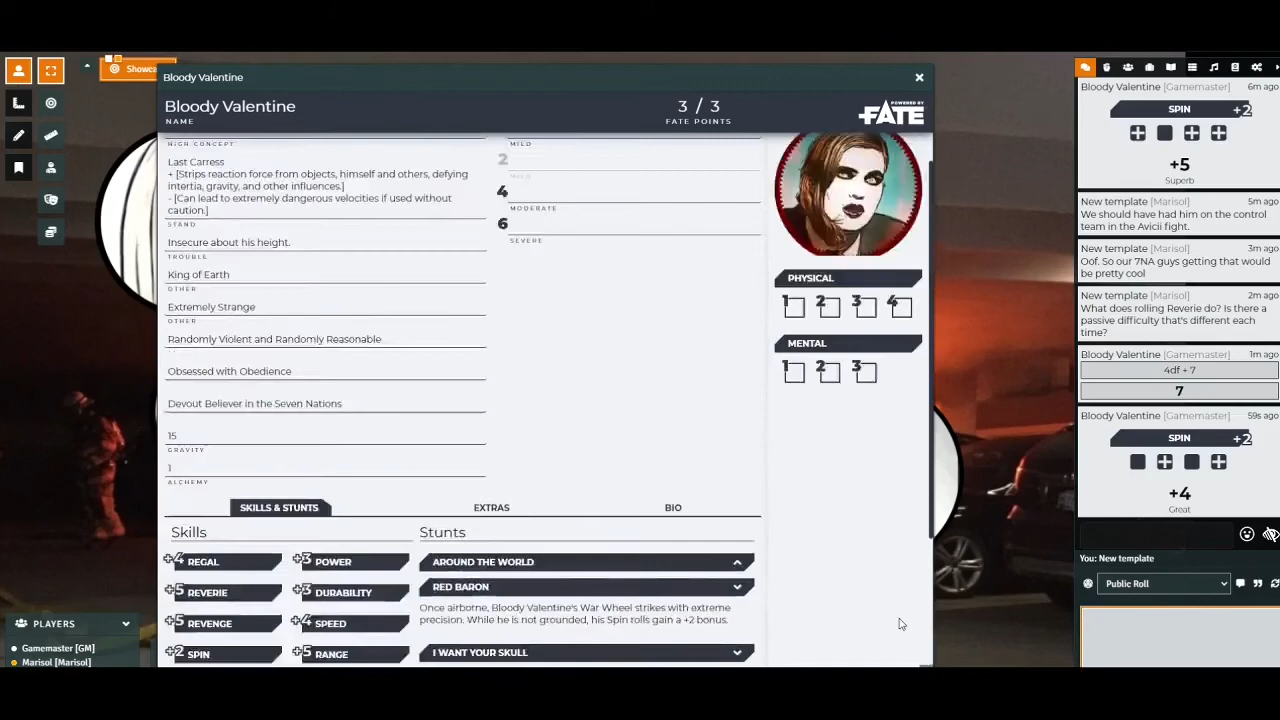 Showca
Bloody Valentine
Bloody Valentine
NAME
3 / 3
FATE POINTS
POWERED BY
FATE
HIGH CONCEPT
Last Carress
+ [Strips reaction force from objects, himself and others, defying
intertia, gravity, and other influences.]
- [Can lead to extremely dangerous velocities if used without
caution.]
STAND
Insecure about his height.
TROUBLE
King of Earth
OTHER
Extremely Strange
OTHER
Randomly Violent and Randomly Reasonable
Obsessed with Obedience
Devout Believer in the Seven Nations
15
GRAVITY
1
ALCHEMY
MILD
2
MILD
4
MODERATE
6
SEVERE
PHYSICAL
1 2 3 4
MENTAL
1 2 3
SKILLS & STUNTS
EXTRAS
BIO
Skills
+4 REGAL
+3 POWER
+5 REVERIE
+3 DURABILITY
+5 REVENGE
+4 SPEED
+2 SPIN
+5 RANGE
Stunts
AROUND THE WORLD
RED BARON
Once airborne, Bloody Valentine's War Wheel strikes with extreme
precision. While he is not grounded, his Spin rolls gain a +2 bonus.
I WANT YOUR SKULL
PLAYERS
Gamemaster [GM]
Marisol [Marisol]
Bloody Valentine [Gamemaster] 6m ago
SPIN +2
+5
Superb
New template [Marisol] 5m ago
We should have had him on the control
team in the Avicii fight.
New template [Marisol] 3m ago
Oof. So our 7NA guys getting that would
be pretty cool
New template [Marisol] 2m ago
What does rolling Reverie do? Is there a
passive difficulty that's different each
time?
Bloody Valentine [Gamemaster] 1m ago
4df + 7
7
Bloody Valentine [Gamemaster] 59s ago
SPIN +2
+4
Great
You: New template
Public Roll